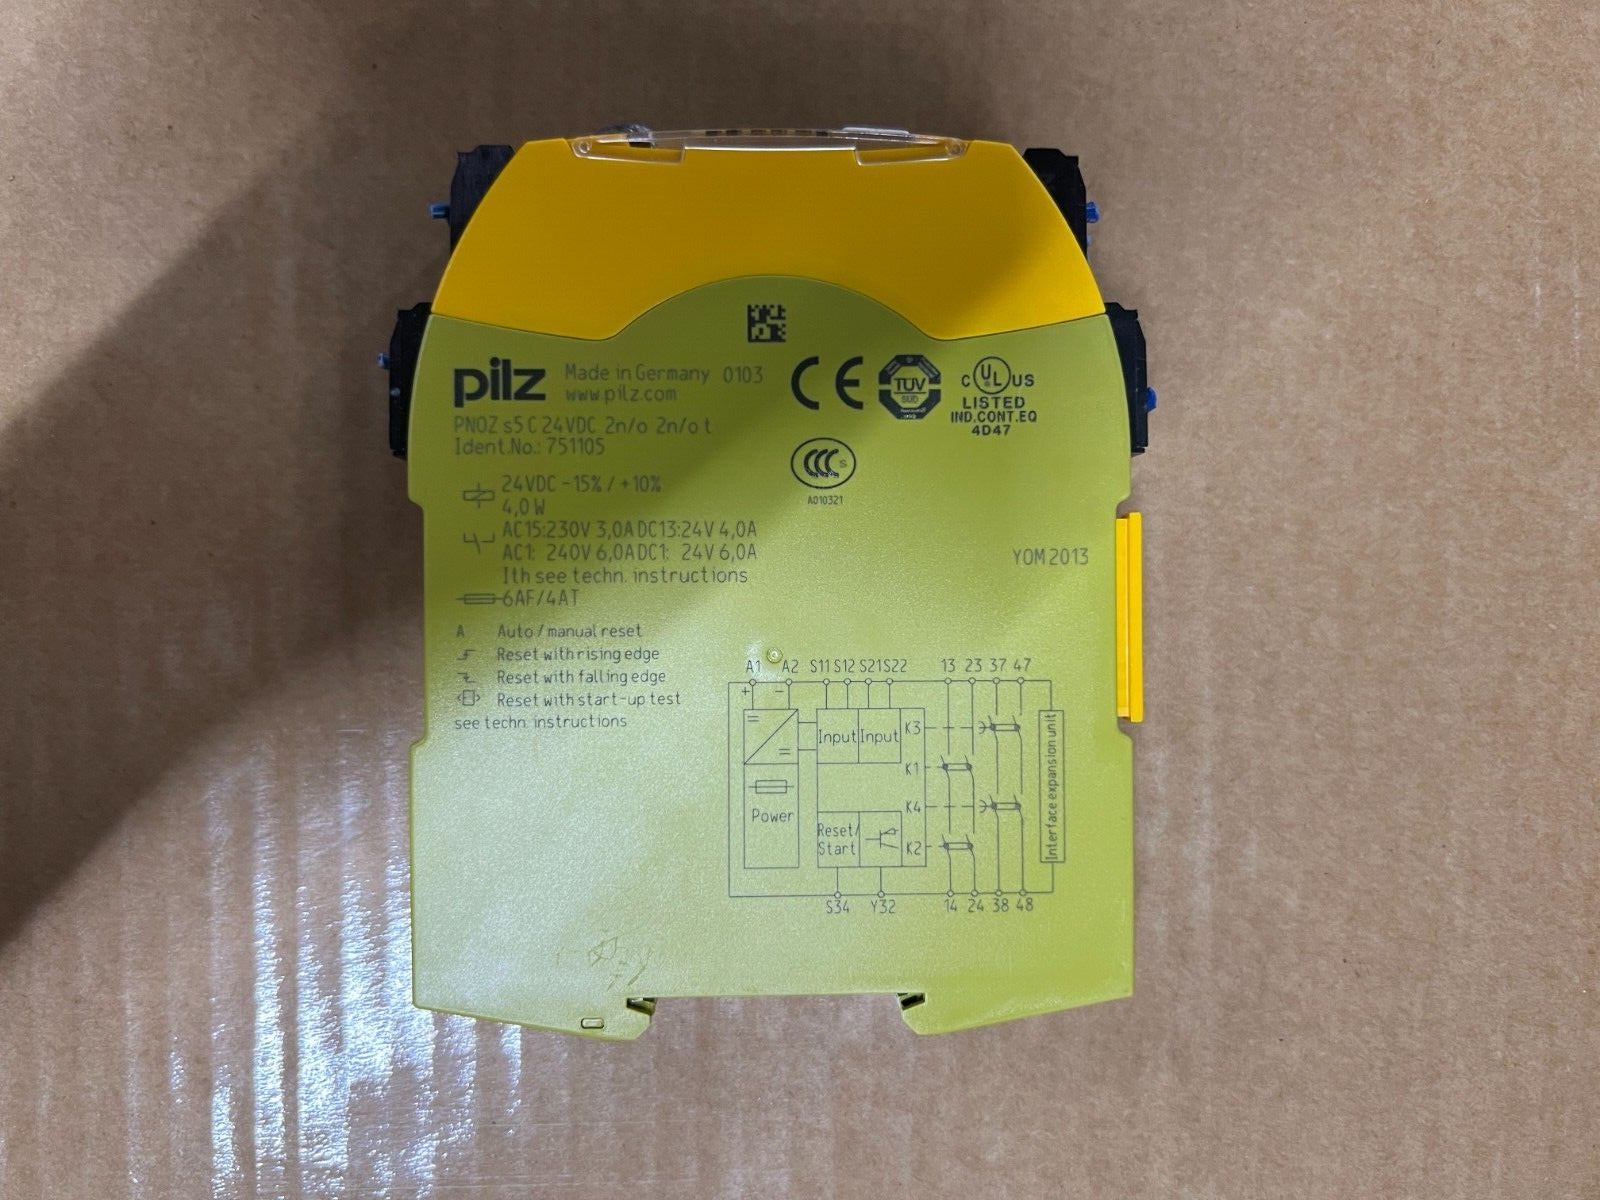 pilz Made in Germany 0103
www.pilz.com
PNOZ s5 C 24VDC 2n/o 2n/o t
Ident.No.: 751105
CE
TÜV
SÜD
C UL US
LISTED
IND.CONT.EQ
4D47
CCC S
A010321
24VDC -15% / +10%
4,0 W
AC15:230V 3,0A DC13:24V 4,0A
AC1: 240V 6,0A DC1: 24V 6,0A
Ith see techn. instructions
6AF/4AT
YOM 2013
A Auto / manual reset
Reset with rising edge
Reset with falling edge
Reset with start-up test
see techn. instructions
A1 A2 S11 S12 S21 S22 13 23 37 47
+ −
Input Input
K3
K1
K4
K2
Power
Reset/
Start
Interface expansion unit
S34 Y32 14 24 38 48